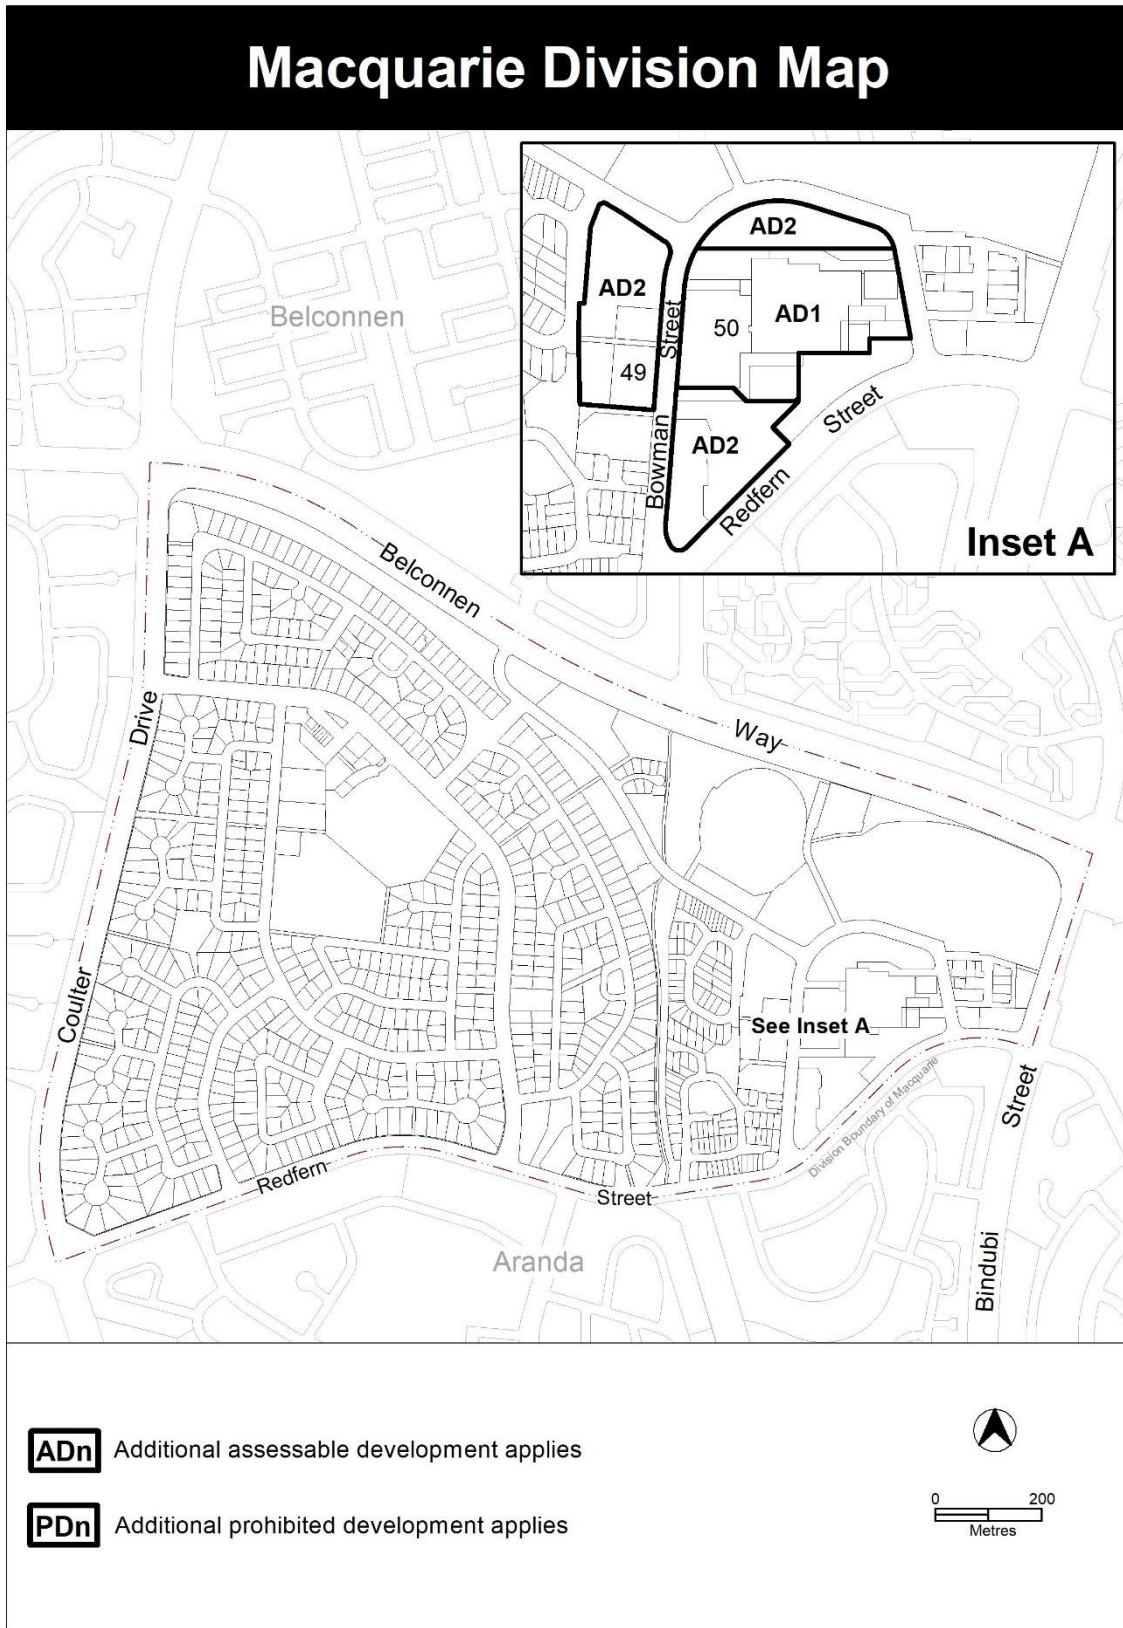 Macquarie Division Map
Belconnen
AD2
AD2
AD1
50
49
AD2
Bowman
Street
Redfern
Street
Inset A
Belconnen
Way
Drive
Coulter
See Inset A
Division Boundary of Macquarie
Street
Bindubi
Redfern
Street
Aranda
ADn Additional assessable development applies
PDn Additional prohibited development applies
0 200
Metres